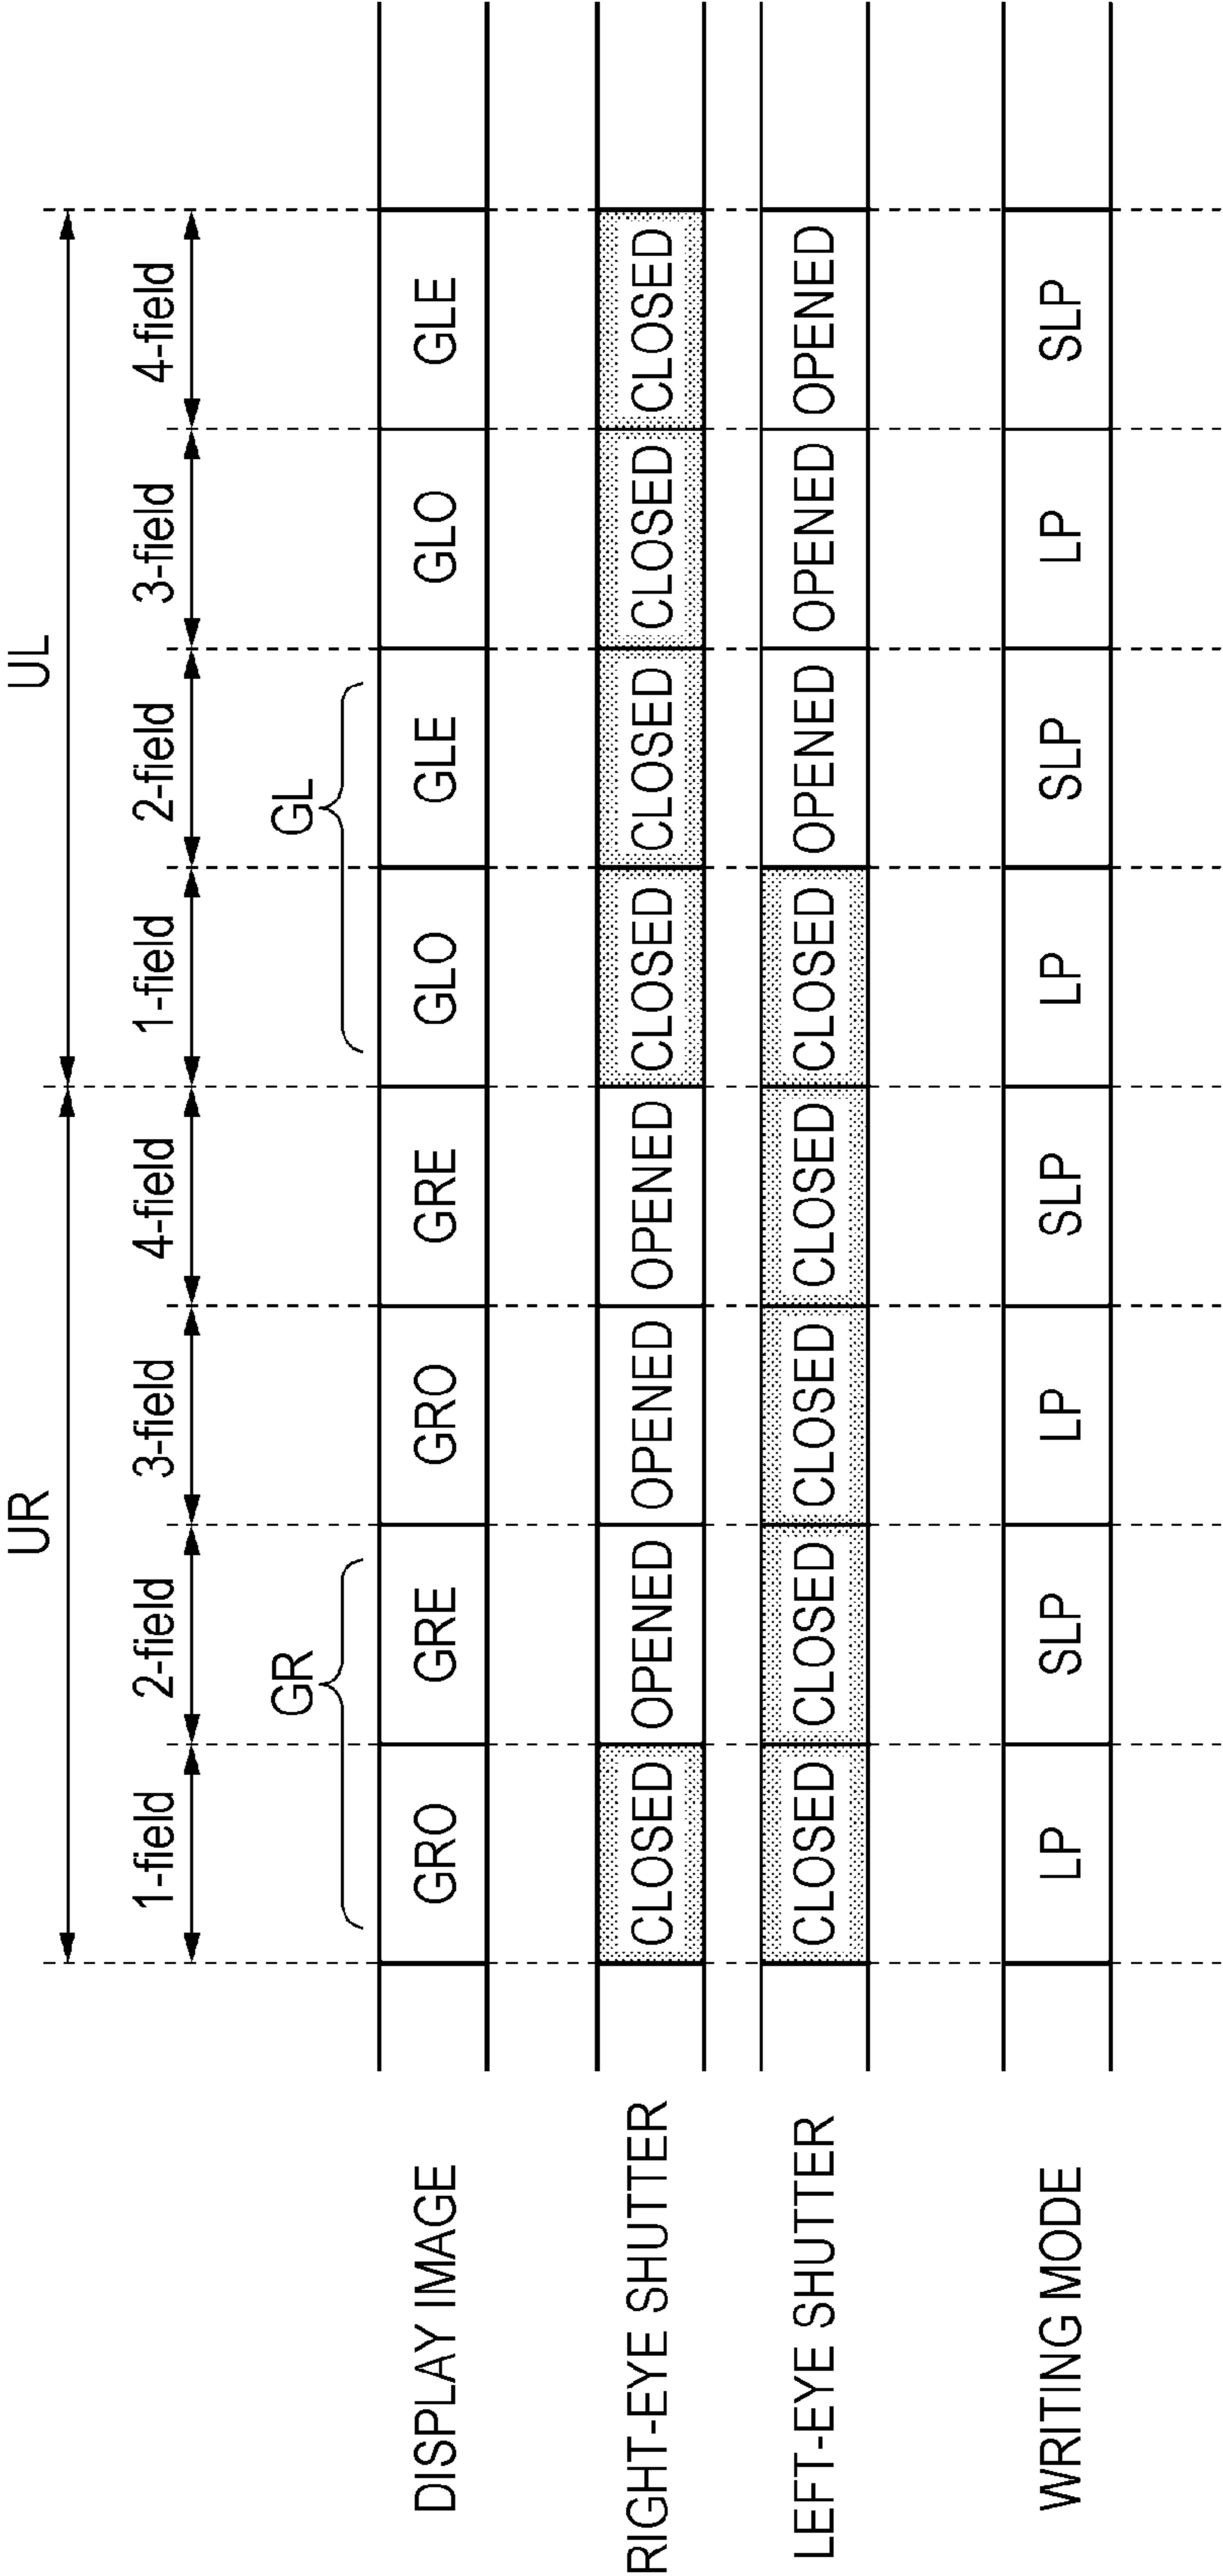 UR UL
1-field 2-field 3-field 4-field 1-field 2-field 3-field 4-field
GR GL
DISPLAY IMAGE GRO GRE GRO GRE GLO GLE GLO GLE
RIGHT-EYE SHUTTER CLOSED OPENED OPENED OPENED CLOSED CLOSED CLOSED CLOSED
LEFT-EYE SHUTTER CLOSED CLOSED CLOSED CLOSED CLOSED OPENED OPENED OPENED
WRITING MODE LP SLP LP SLP LP SLP LP SLP